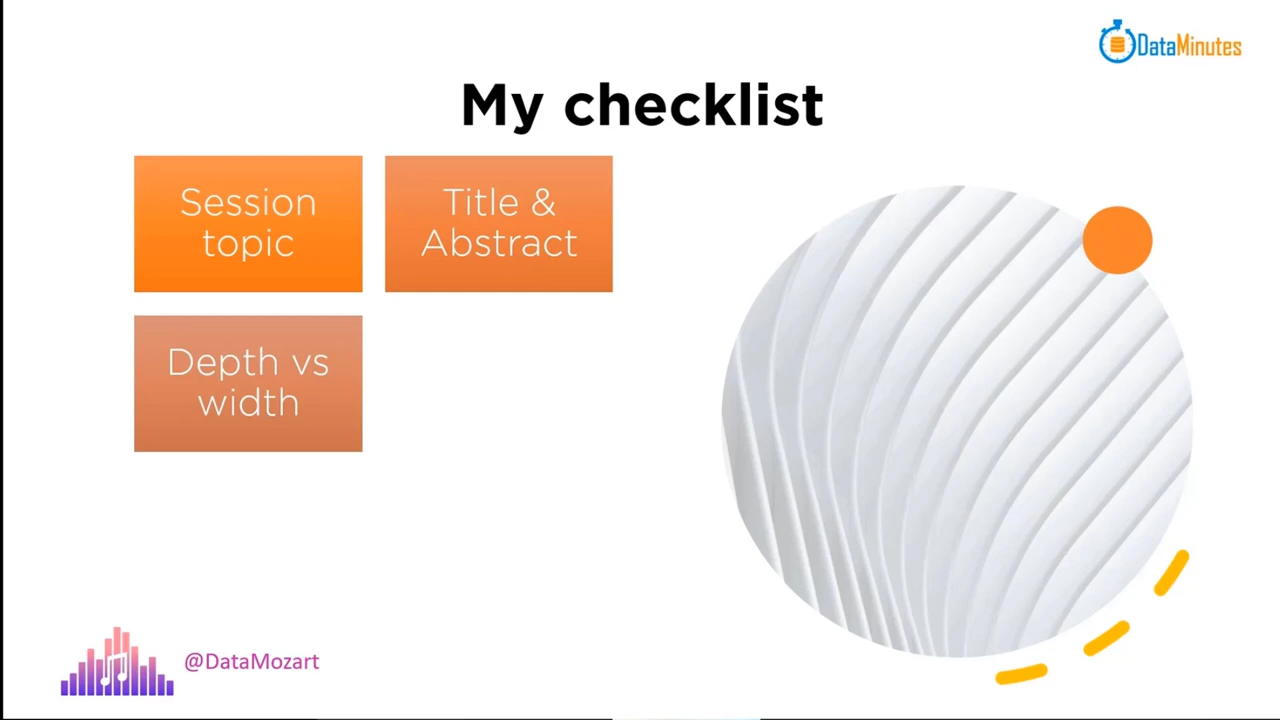 DataMinutes
My checklist
Session
topic
Title &
Abstract
Depth vs
width
@DataMozart